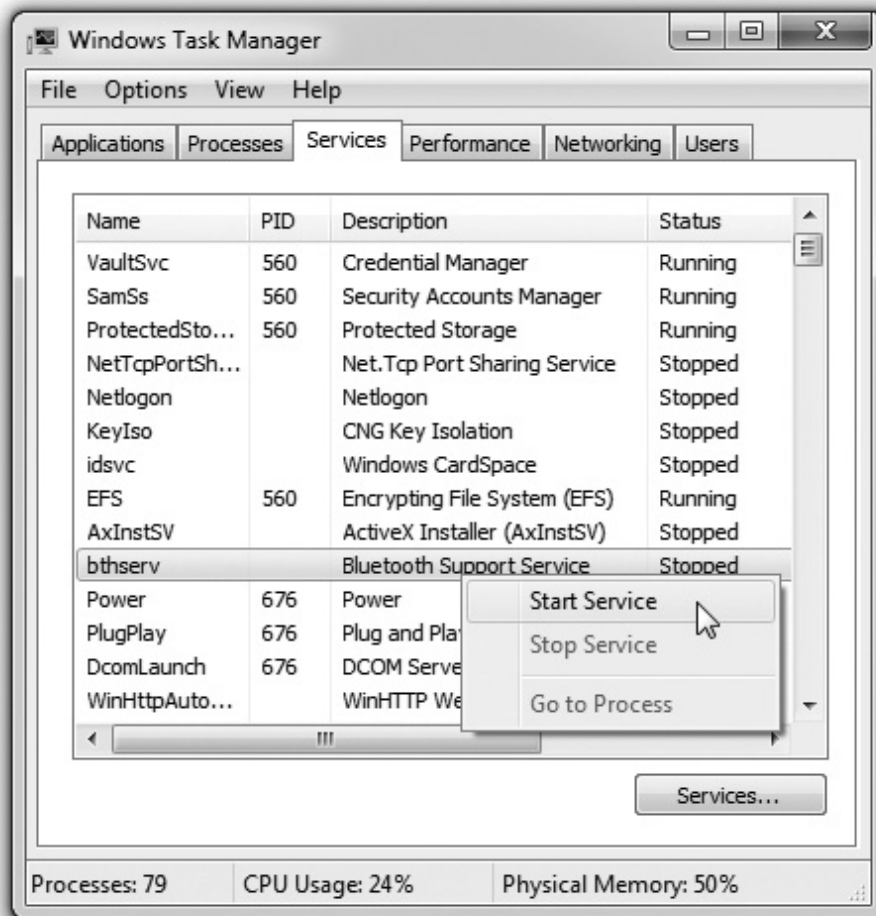 Windows Task Manager
File Options View Help
Applications Processes Services Performance Networking Users
Name PID Description Status
VaultSvc 560 Credential Manager Running
SamSs 560 Security Accounts Manager Running
ProtectedSto... 560 Protected Storage Running
NetTcpPortSh... Net.Tcp Port Sharing Service Stopped
Netlogon Netlogon Stopped
KeyIso CNG Key Isolation Stopped
idsvc Windows CardSpace Stopped
EFS 560 Encrypting File System (EFS) Running
AxInstSV ActiveX Installer (AxInstSV) Stopped
bthserv Bluetooth Support Service Stopped
Power 676 Power
Start Service
PlugPlay 676 Plug and Pla
Stop Service
DcomLaunch 676 DCOM Serve
WinHttpAuto... WinHTTP We
Go to Process
Services...
Processes: 79 CPU Usage: 24% Physical Memory: 50%